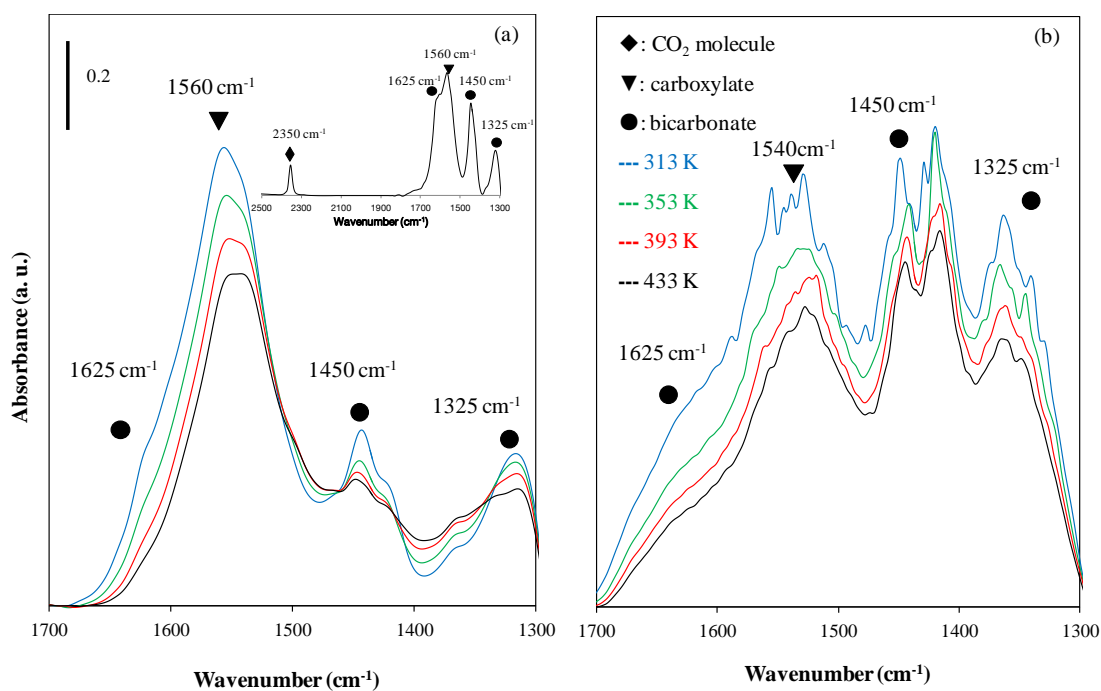 (a)
0.2
1560 cm-1
1625 cm-1
1450 cm-1
1325 cm-1
2350 cm-1
1560 cm-1
1625 cm-1
1450 cm-1
1325 cm-1
2500 2300 2100 1900 1700 1500 1300
Wavenumber (cm-1)
Absorbance (a. u.)
1700 1600 1500 1400 1300
Wavenumber (cm-1)
(b)
: CO2 molecule
: carboxylate
: bicarbonate
--- 313 K
--- 353 K
--- 393 K
--- 433 K
1450 cm-1
1540cm-1
1325 cm-1
1625 cm-1
1700 1600 1500 1400 1300
Wavenumber (cm-1)